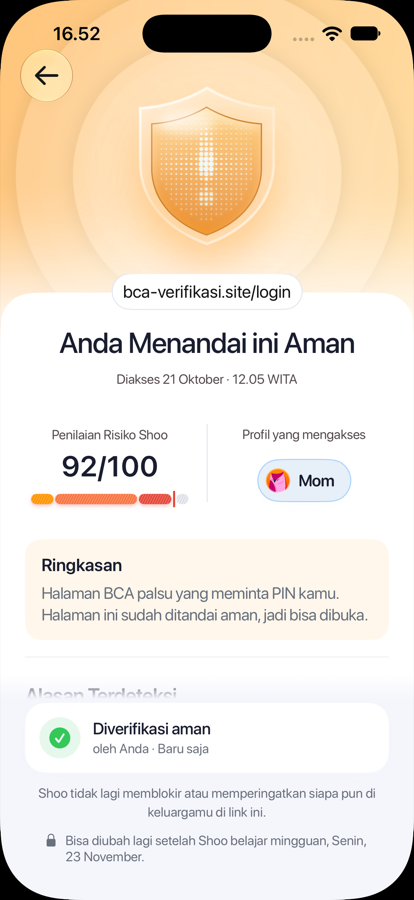 16.52
bca-verifikasi.site/login
Anda Menandai ini Aman
Diakses 21 Oktober · 12.05 WITA
Penilaian Risiko Shoo
92/100
Profil yang mengakses
Mom
Ringkasan
Halaman BCA palsu yang meminta PIN kamu.
Halaman ini sudah ditandai aman, jadi bisa dibuka.
Alasan Terdeteksi
Diverifikasi aman
oleh Anda · Baru saja
Shoo tidak lagi memblokir atau memperingatkan siapa pun di
keluargamu di link ini.
Bisa diubah lagi setelah Shoo belajar mingguan, Senin,
23 November.